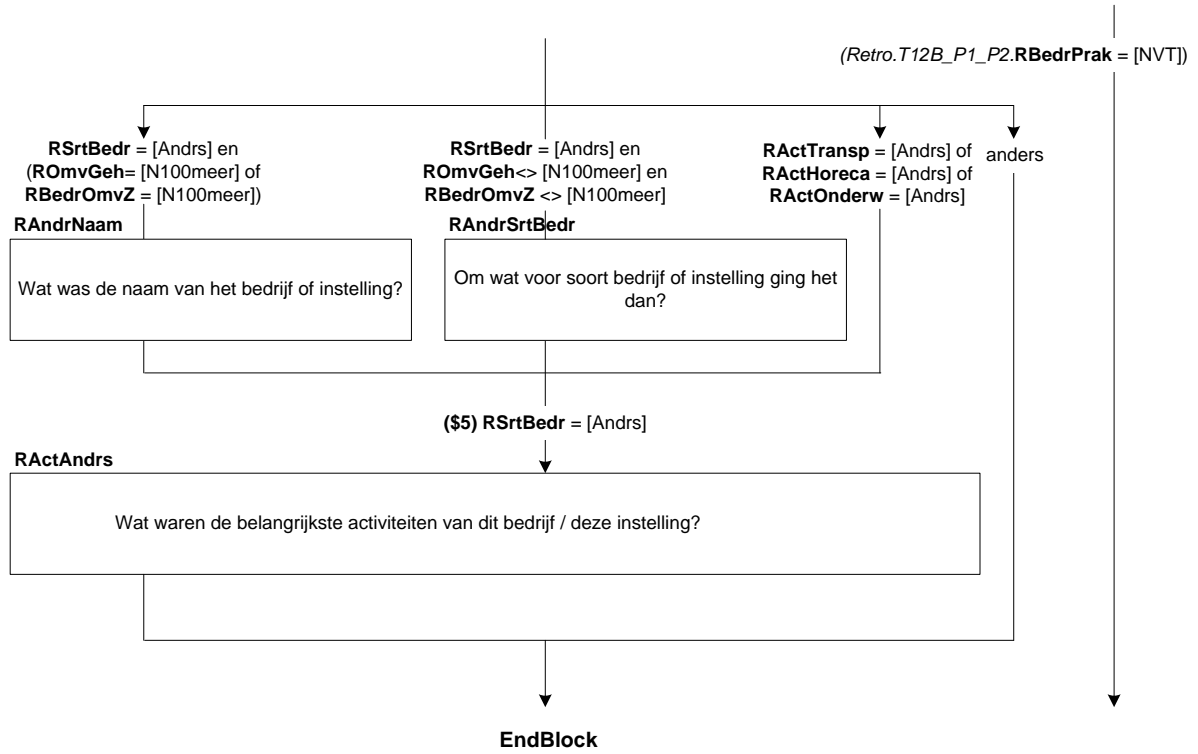 (Retro.T12B_P1_P2.RBedrPrak = [NVT])
RSrtBedr = [Andrs] en
(ROmvGeh= [N100meer] of
RBedrOmvZ = [N100meer])
RSrtBedr = [Andrs] en
ROmvGeh<> [N100meer] en
RBedrOmvZ <> [N100meer]
RActTransp = [Andrs] of
RActHoreca = [Andrs] of
RActOnderw = [Andrs]
anders
RAndrNaam
Wat was de naam van het bedrijf of instelling?
RAndrSrtBedr
Om wat voor soort bedrijf of instelling ging het
dan?
($5) RSrtBedr = [Andrs]
RActAndrs
Wat waren de belangrijkste activiteiten van dit bedrijf / deze instelling?
EndBlock